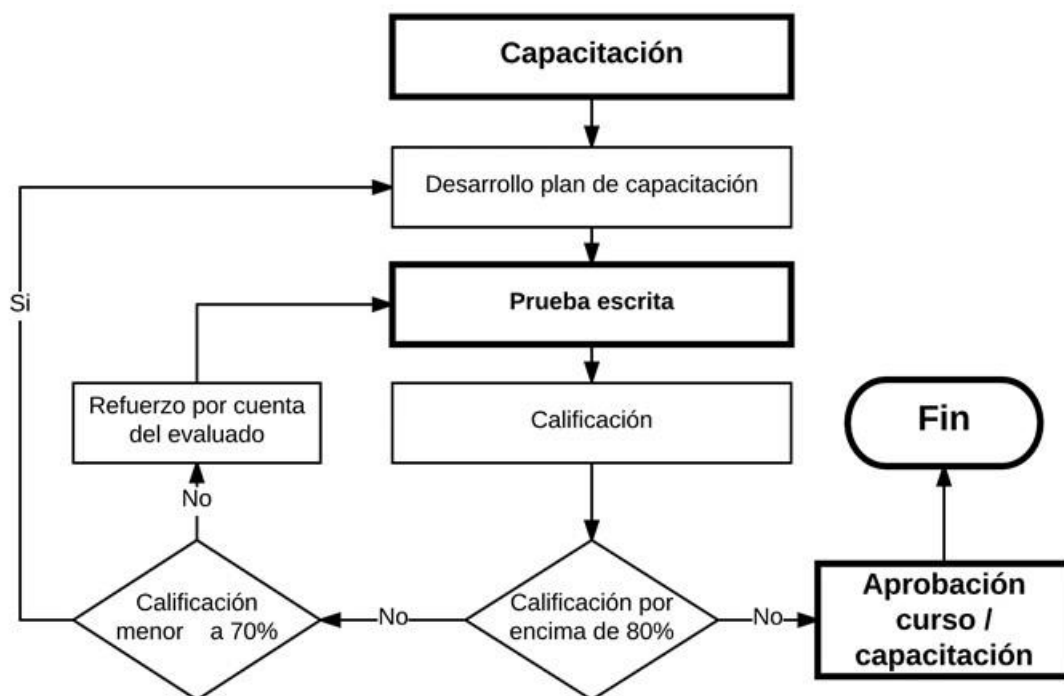 Capacitación
Desarrollo plan de capacitación
Si
Prueba escrita
Refuerzo por cuenta
del evaluado
Calificación
Fin
No
Calificación
menor a 70%
No
Calificación por
encima de 80%
No
Aprobación
curso /
capacitación